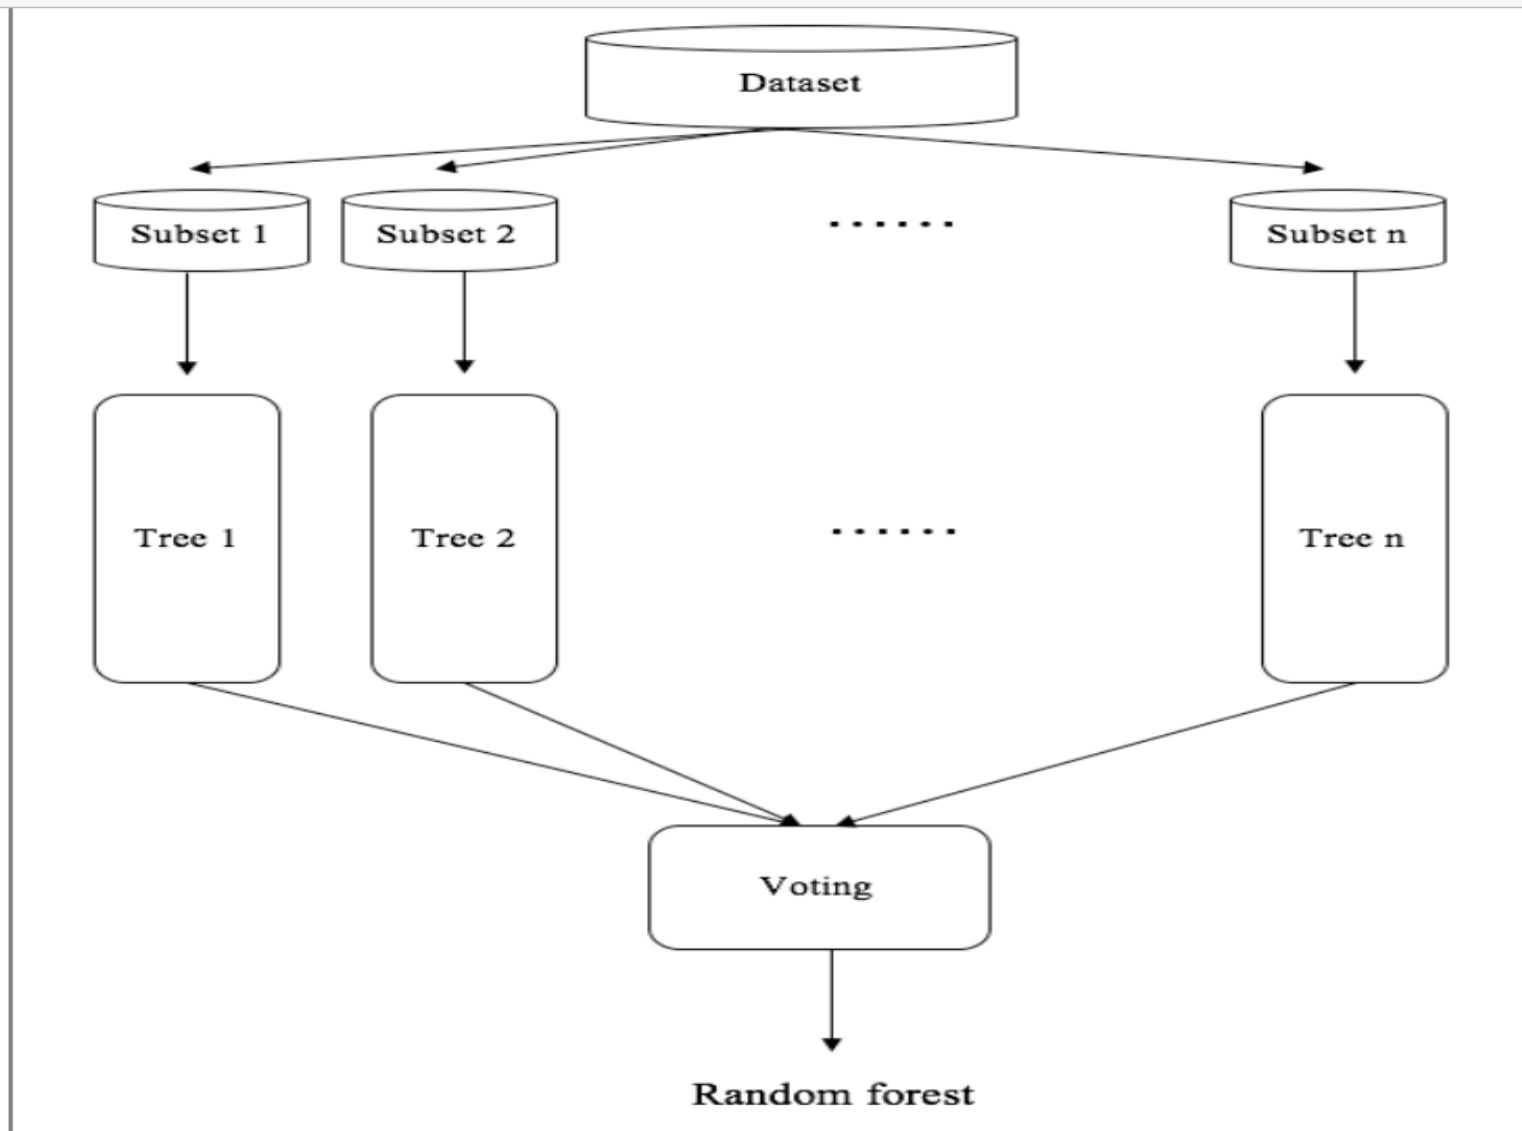 Dataset
Subset 1
Subset 2
......
Subset n
Tree 1
Tree 2
......
Tree n
Voting
Random forest